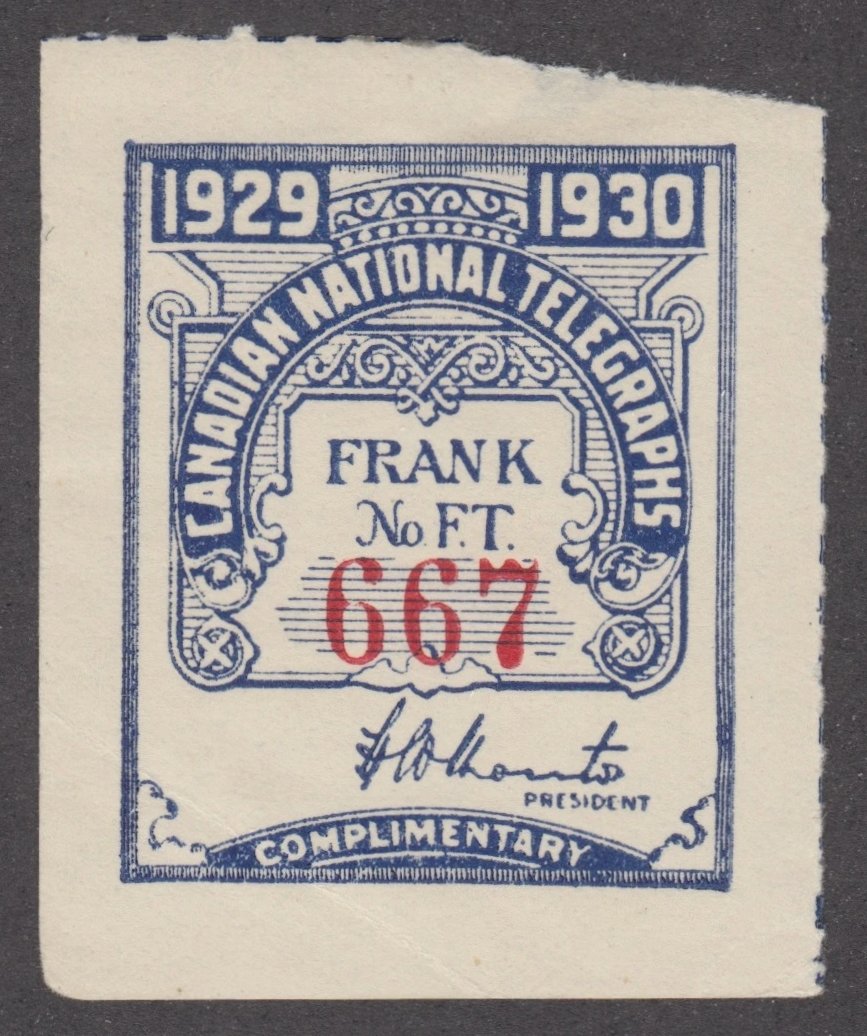 1929 1930
CANADIAN NATIONAL TELEGRAPHS
FRANK
No F.T.
667
PRESIDENT
COMPLIMENTARY